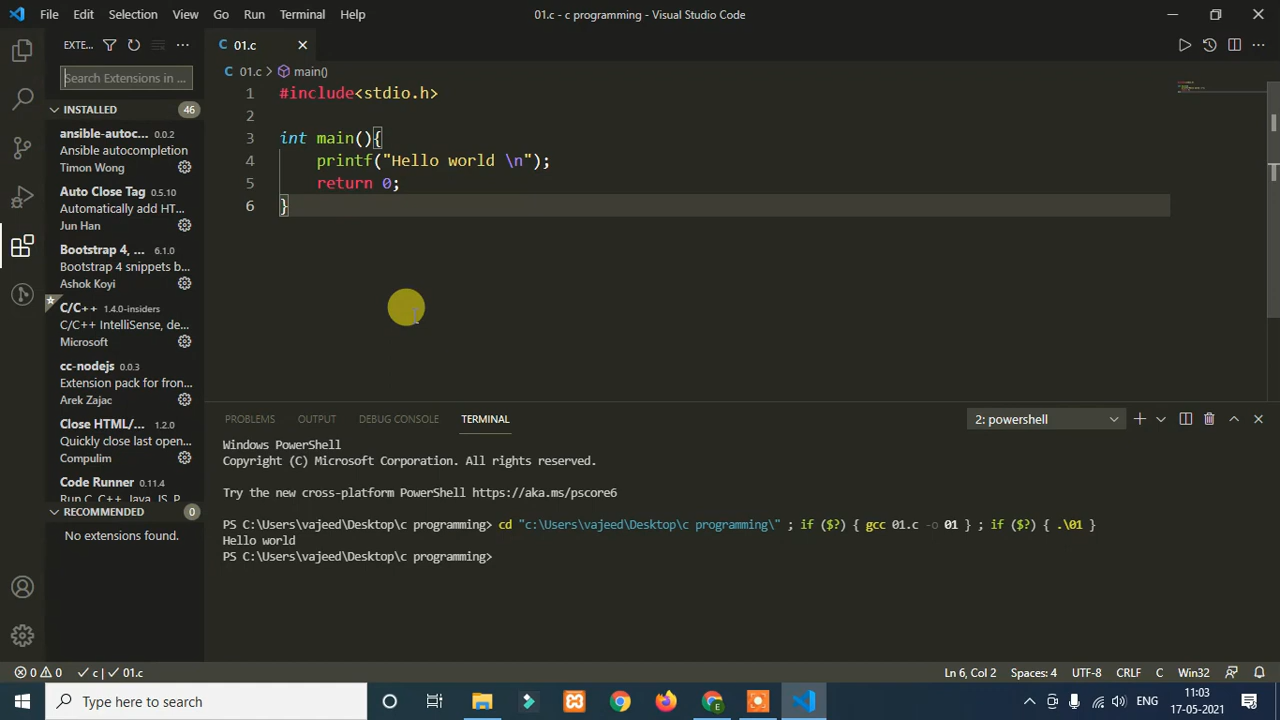 File Edit Selection View Go Run Terminal Help 01.c - c programming - Visual Studio Code
EXTE... ···
Search Extensions in ...
INSTALLED 46
ansible-autoc... 0.0.2
Ansible autocompletion
Timon Wong
Auto Close Tag 0.5.10
Automatically add HT...
Jun Han
Bootstrap 4, ... 6.1.0
Bootstrap 4 snippets b...
Ashok Koyi
C/C++ 1.4.0-insiders
C/C++ IntelliSense, de...
Microsoft
cc-nodejs 0.0.3
Extension pack for fron...
Arek Zajac
Close HTML/... 1.2.0
Quickly close last open...
Compulim
Code Runner 0.11.4
Run C, C++, Java, JS, P
RECOMMENDED 0
No extensions found.
C 01.c
C 01.c > main()
1 #include<stdio.h>
2
3 int main(){
4 printf("Hello world \n");
5 return 0;
6 }
PROBLEMS OUTPUT DEBUG CONSOLE TERMINAL 2: powershell
Windows PowerShell
Copyright (C) Microsoft Corporation. All rights reserved.
Try the new cross-platform PowerShell https://aka.ms/pscore6
PS C:\Users\vajeed\Desktop\c programming> cd "c:\Users\vajeed\Desktop\c programming\" ; if ($?) { gcc 01.c -o 01 } ; if ($?) { .\01 }
Hello world
PS C:\Users\vajeed\Desktop\c programming>
0 0 c | 01.c Ln 6, Col 2 Spaces: 4 UTF-8 CRLF C Win32
Type here to search ENG 11:03
17-05-2021